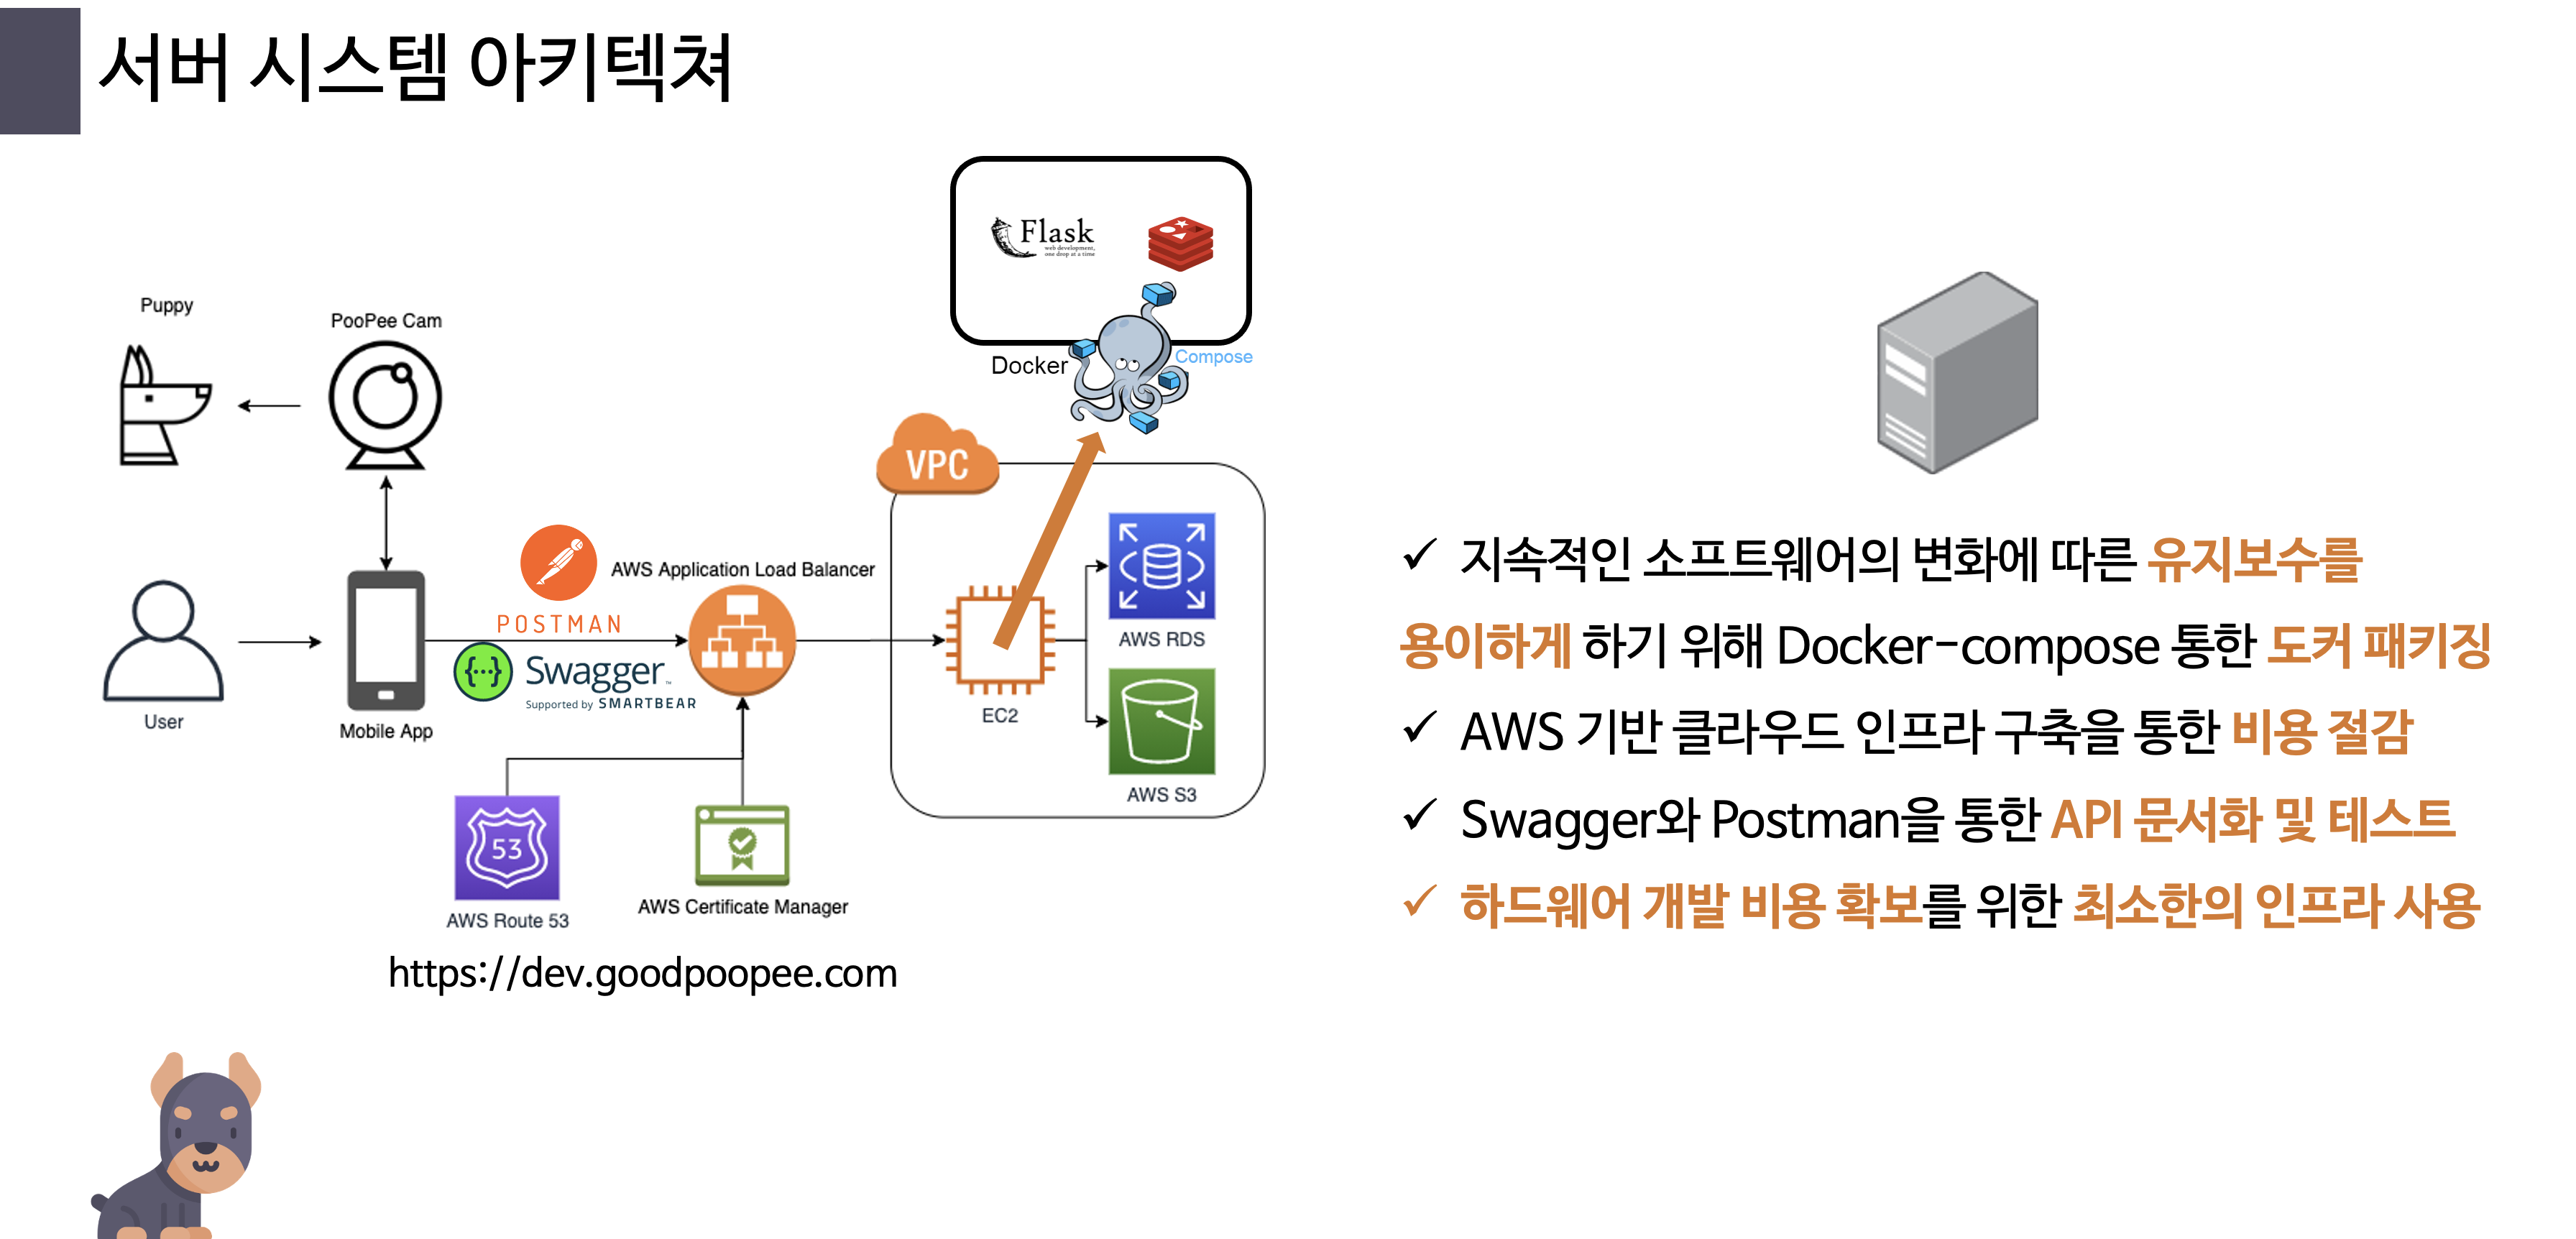 서버 시스템 아키텍쳐
Flask
web development,
one drop at a time
Docker
Compose
Puppy
PooPee Cam
VPC
User
Mobile App
POSTMAN
Swagger™
Supported by SMARTBEAR
AWS Application Load Balancer
EC2
AWS RDS
AWS S3
53
AWS Route 53
AWS Certificate Manager
https://dev.goodpoopee.com
✓ 지속적인 소프트웨어의 변화에 따른 유지보수를
용이하게 하기 위해 Docker-compose 통한 도커 패키징
✓ AWS 기반 클라우드 인프라 구축을 통한 비용 절감
✓ Swagger와 Postman을 통한 API 문서화 및 테스트
✓ 하드웨어 개발 비용 확보를 위한 최소한의 인프라 사용